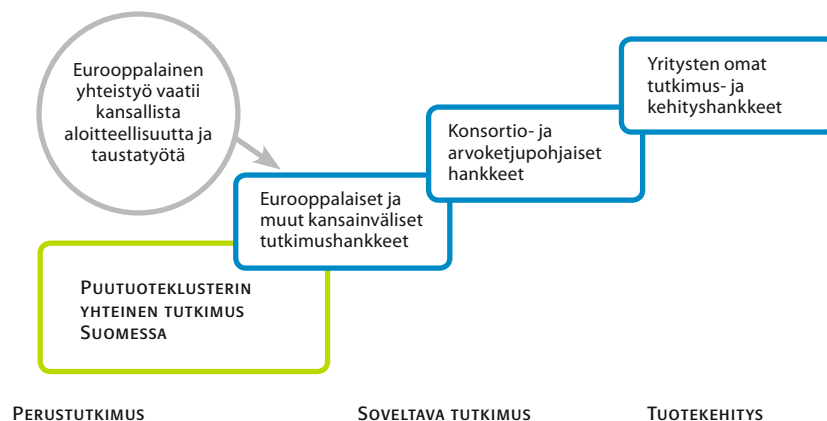 Eurooppalainen
yhteistyö vaatii
kansallista
aloitteellisuutta ja
taustatyötä
Yritysten omat
tutkimus- ja
kehityshankkeet
Konsortio- ja
arvoketjupohjaiset
hankkeet
Eurooppalaiset ja
muut kansainväliset
tutkimushankkeet
PUUTUOTEKLUSTERIN
YHTEINEN TUTKIMUS
SUOMESSA
PERUSTUTKIMUS
SOVELTAVA TUTKIMUS
TUOTEKEHITYS